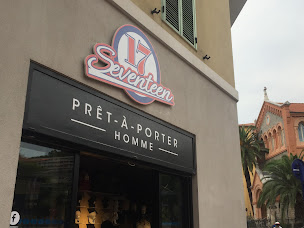 17
Seventeen
PRÊT-À-PORTER
HOMME
f